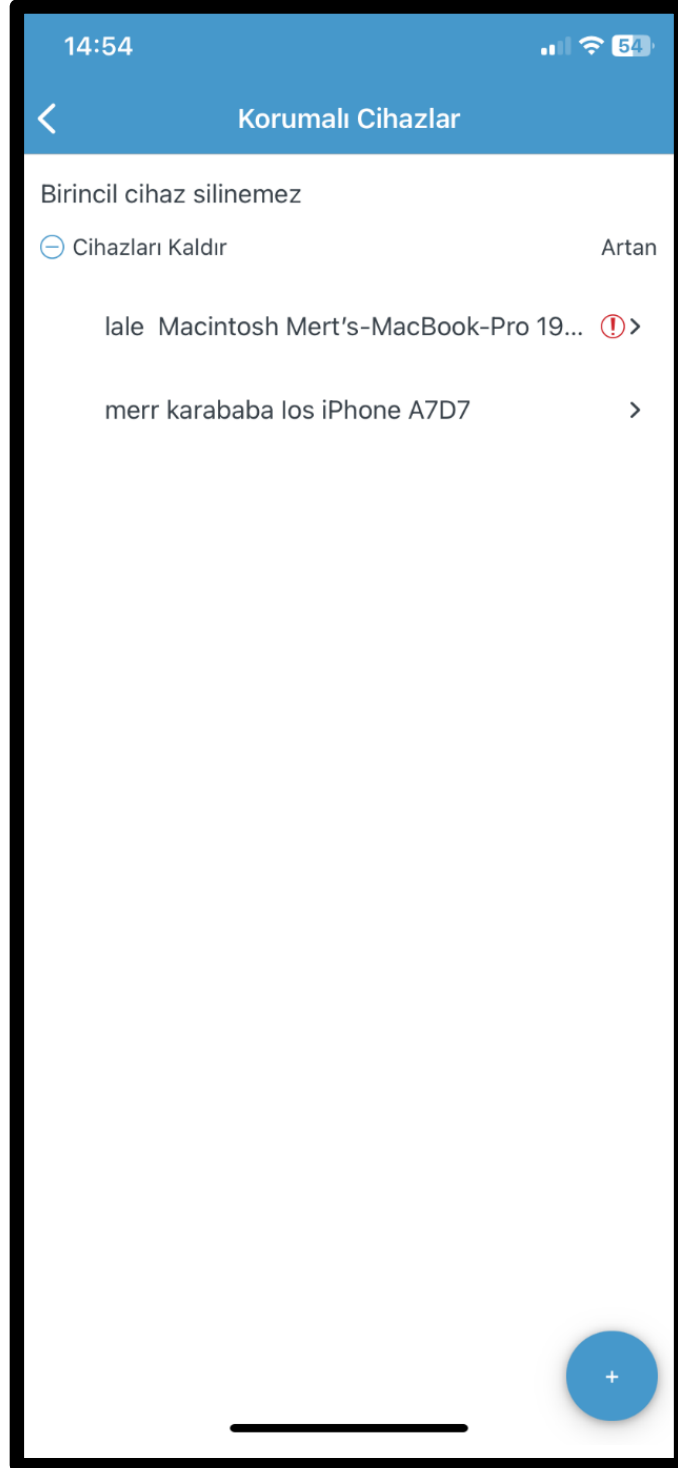 14:54
54
Korumalı Cihazlar
Birincil cihaz silinemez
Cihazları Kaldır Artan
lale Macintosh Mert’s-MacBook-Pro 19...
merr karababa Ios iPhone A7D7
+